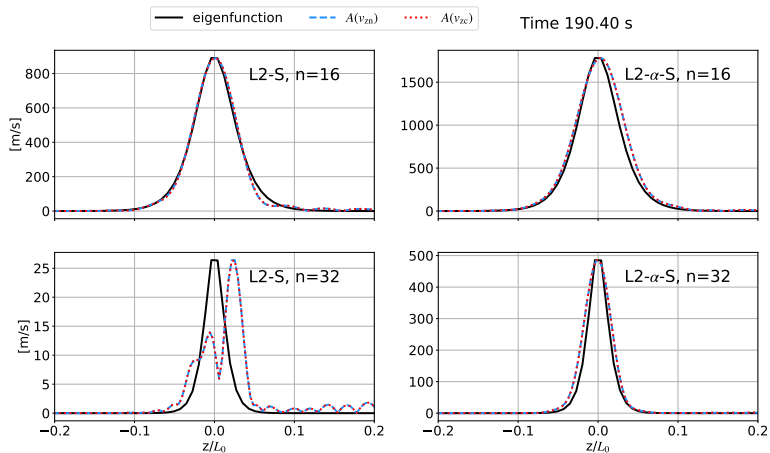 eigenfunction A(v_zn) A(v_zc) Time 190.40 s
L2-S, n=16
[m/s]
800
600
400
200
0
L2-α-S, n=16
1500
1000
500
0
L2-S, n=32
[m/s]
25
20
15
10
5
0
−0.2 −0.1 0.0 0.1 0.2
z/L_0
L2-α-S, n=32
500
400
300
200
100
0
−0.2 −0.1 0.0 0.1 0.2
z/L_0